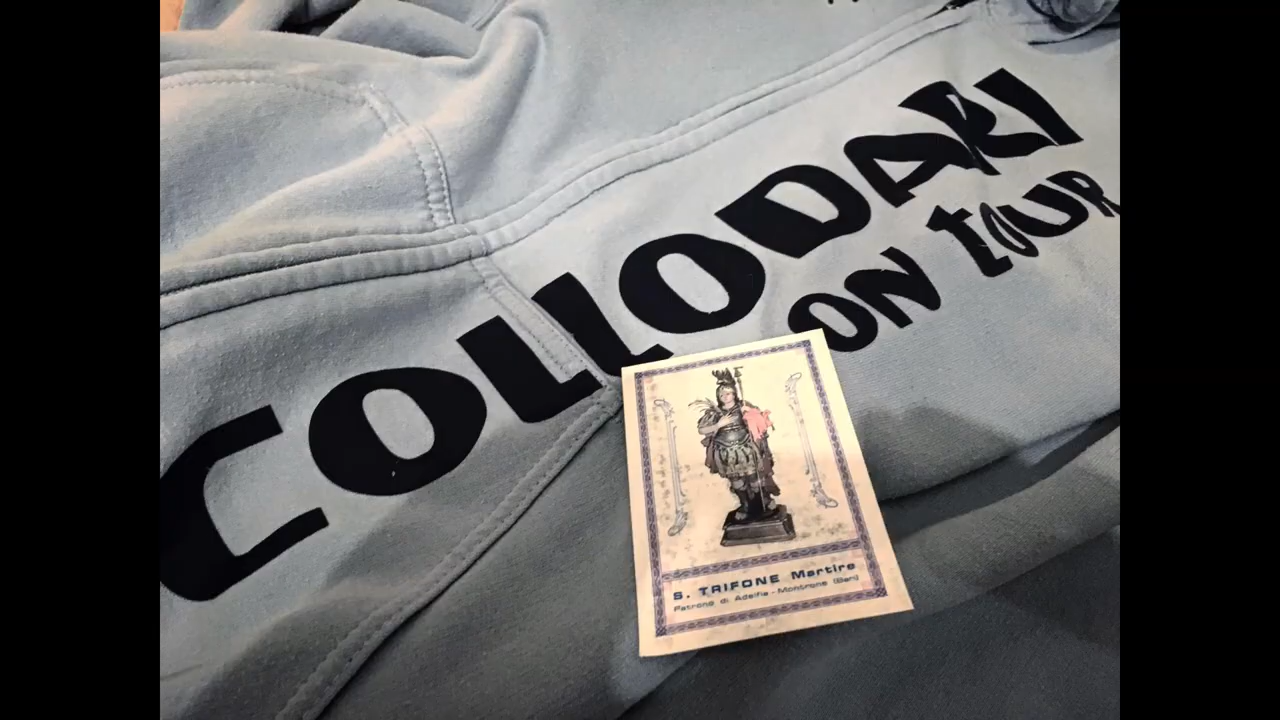 COLLODARI
ON TOUR
S. TRIFONE Martire
Patrono di Adelfia - Montrone (Bari)